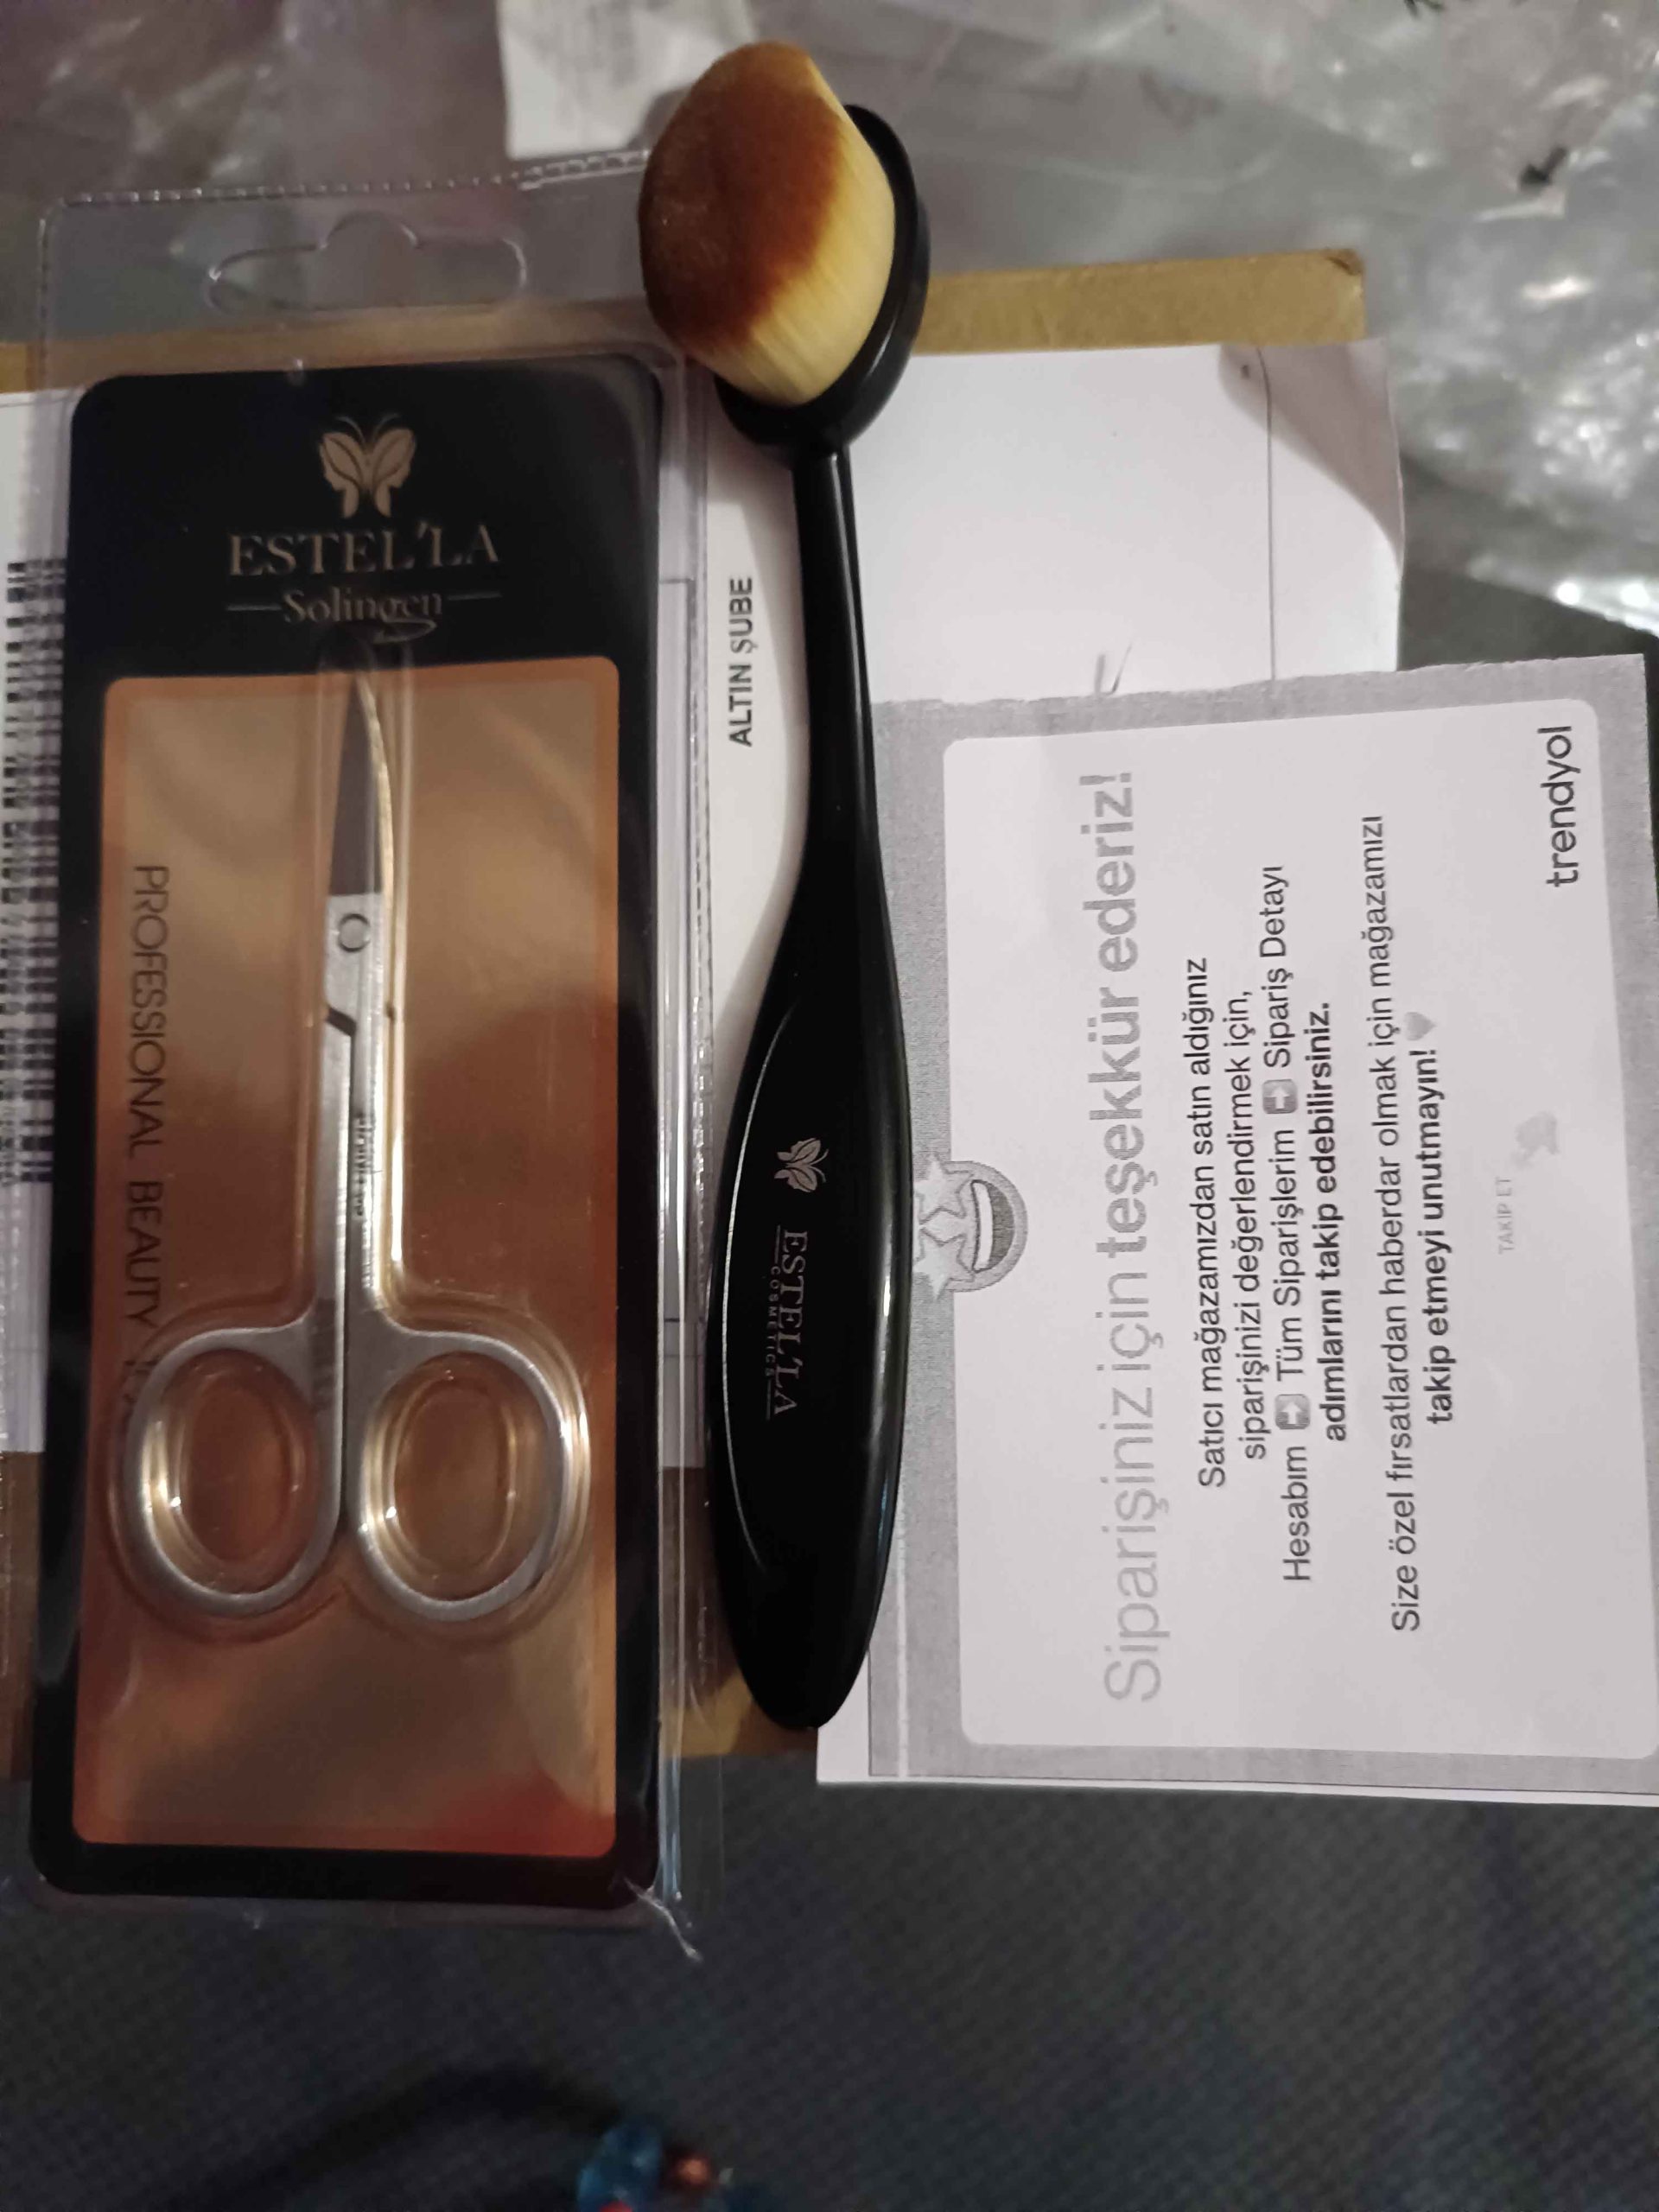 ESTEL'LA
Solingen
PROFESSIONAL BEAUTY
ALTIN ŞUBE
ESTEL'LA
COSMETICS
Siparişiniz için teşekkür ederiz!
Satıcı mağazamızdan satın aldığınız
siparişinizi değerlendirmek için,
Hesabım Tüm Siparişlerim Sipariş Detayı
adımlarını takip edebilirsiniz.
Size özel fırsatlardan haberdar olmak için mağazamızı
takip etmeyi unutmayın!
TAKİP ET
trendyol